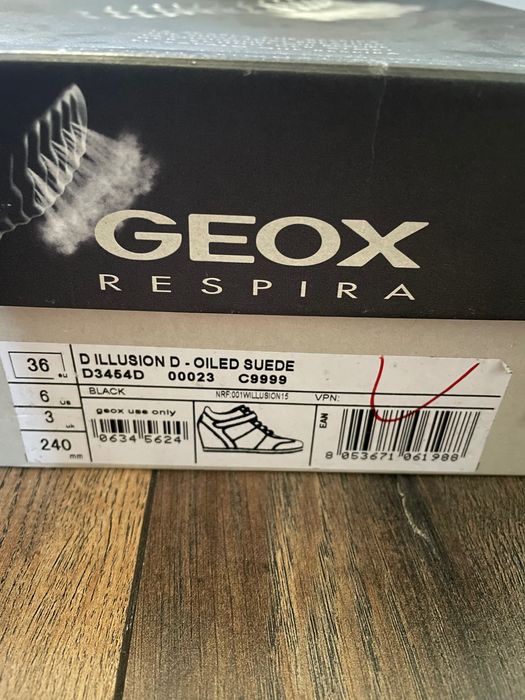 GEOX
RESPIRA
36 eu
D ILLUSION D - OILED SUEDE
D3454D 00023 C9999
6 us
BLACK
NRF:001WILLUSION15
VPN:
3 uk
geox use only
EAN
240 mm
0634 5624
8 053671 061988